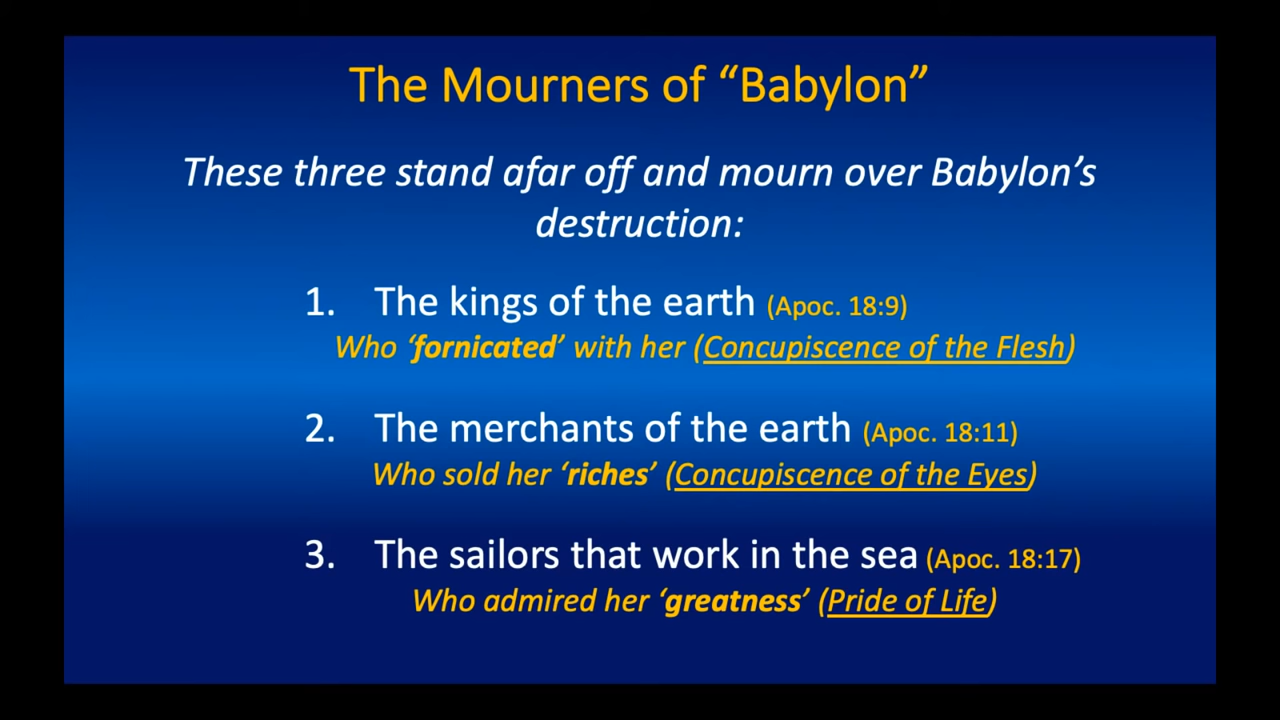 The Mourners of “Babylon”
These three stand afar off and mourn over Babylon’s
destruction:
1. The kings of the earth (Apoc. 18:9)
Who ‘fornicated’ with her (Concupiscence of the Flesh)
2. The merchants of the earth (Apoc. 18:11)
Who sold her ‘riches’ (Concupiscence of the Eyes)
3. The sailors that work in the sea (Apoc. 18:17)
Who admired her ‘greatness’ (Pride of Life)